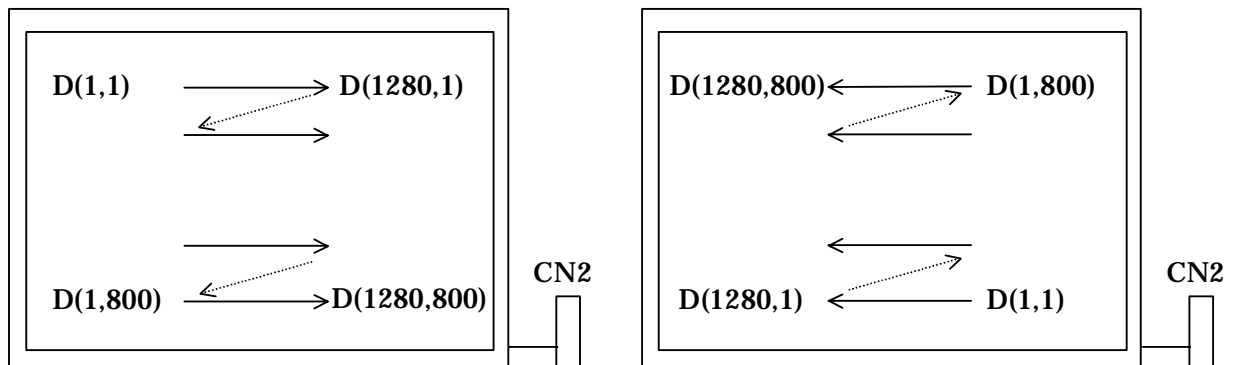 D(1,1) D(1280,1)
D(1,800) D(1280,800)
CN2
D(1280,800) D(1,800)
D(1280,1) D(1,1)
CN2